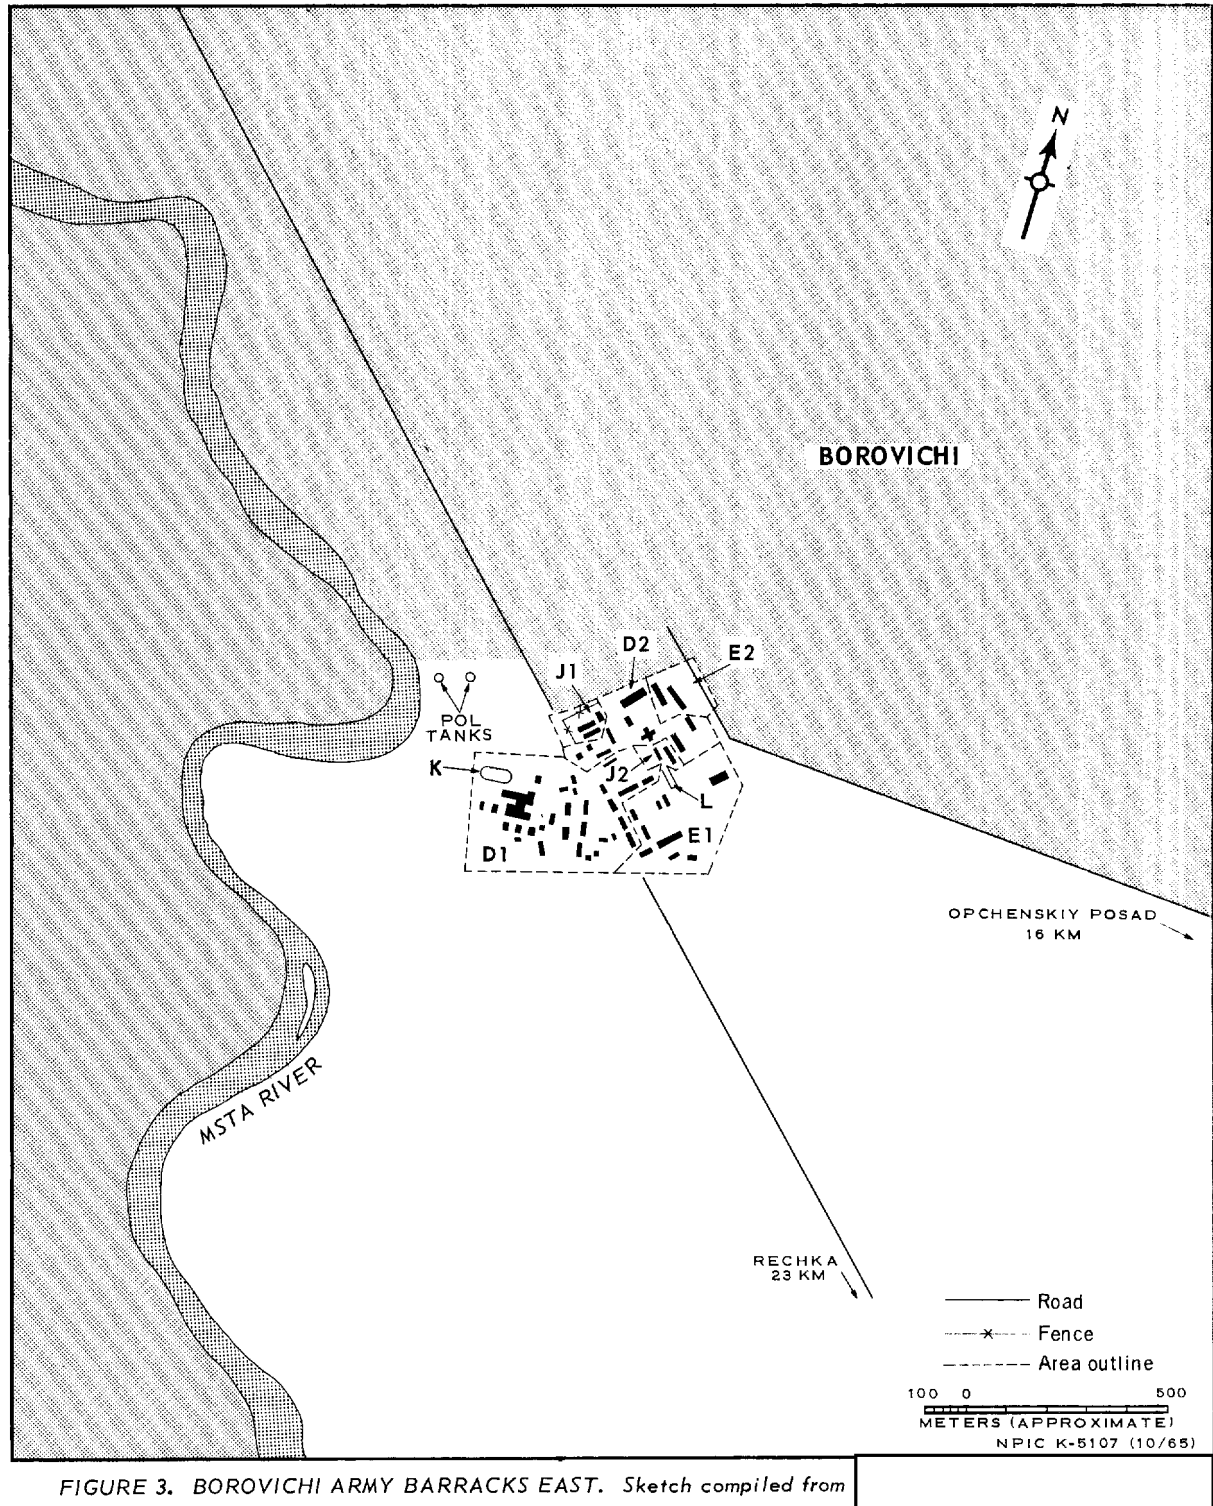 N
BOROVICHI
D2
E2
J1
POL
TANKS
K
J2
L
E1
D1
OPCHENSKIY POSAD
16 KM
MSTA RIVER
RECHKA
23 KM
Road
Fence
Area outline
100 0 500
METERS (APPROXIMATE)
NPIC K-5107 (10/65)
FIGURE 3. BOROVICHI ARMY BARRACKS EAST. Sketch compiled from